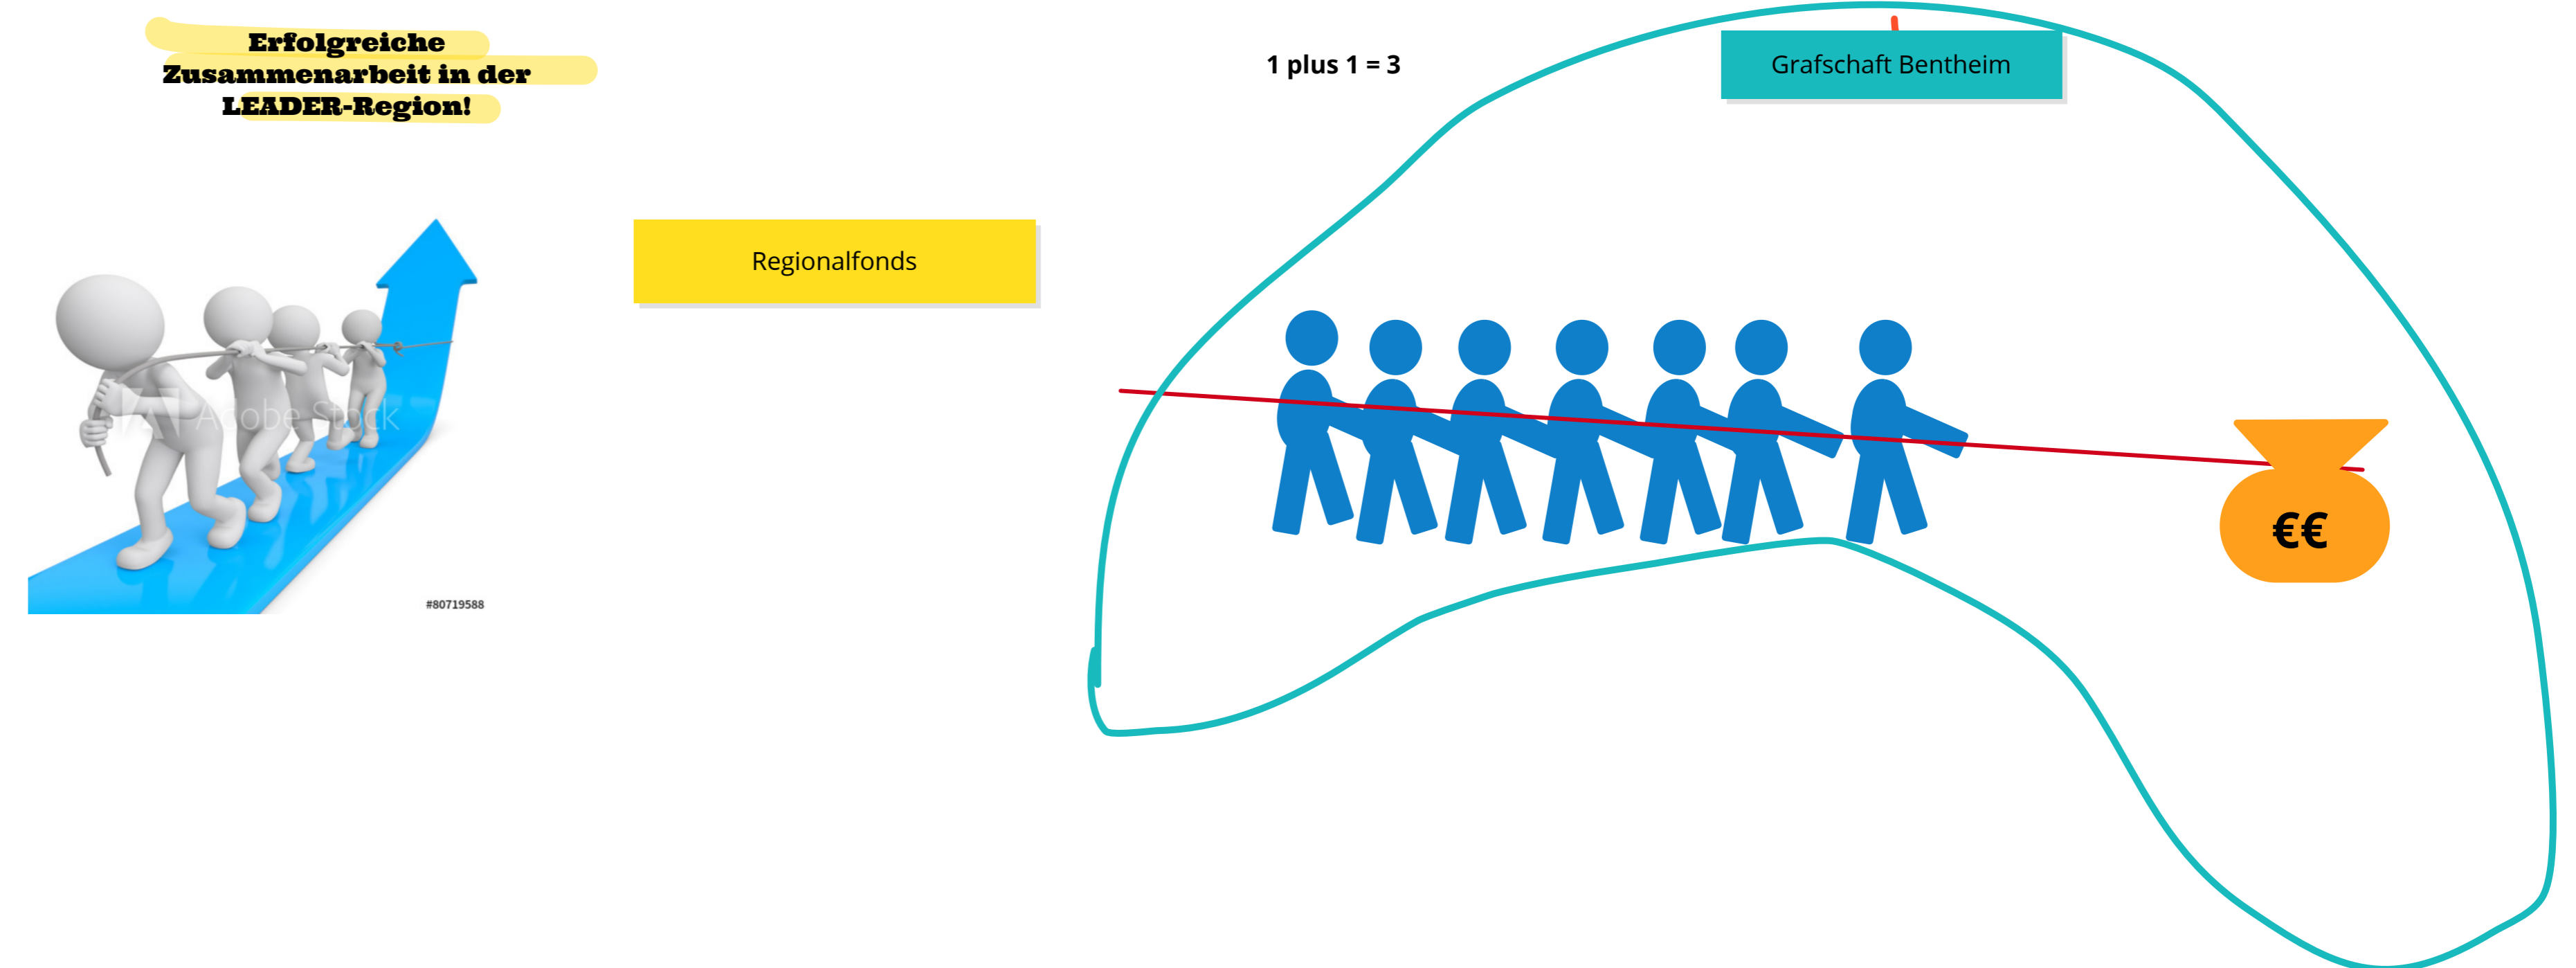 Erfolgreiche
Zusammenarbeit in der
LEADER-Region!
1 plus 1 = 3
Grafschaft Bentheim
Regionalfonds
Adobe Stock
€€
#80719588